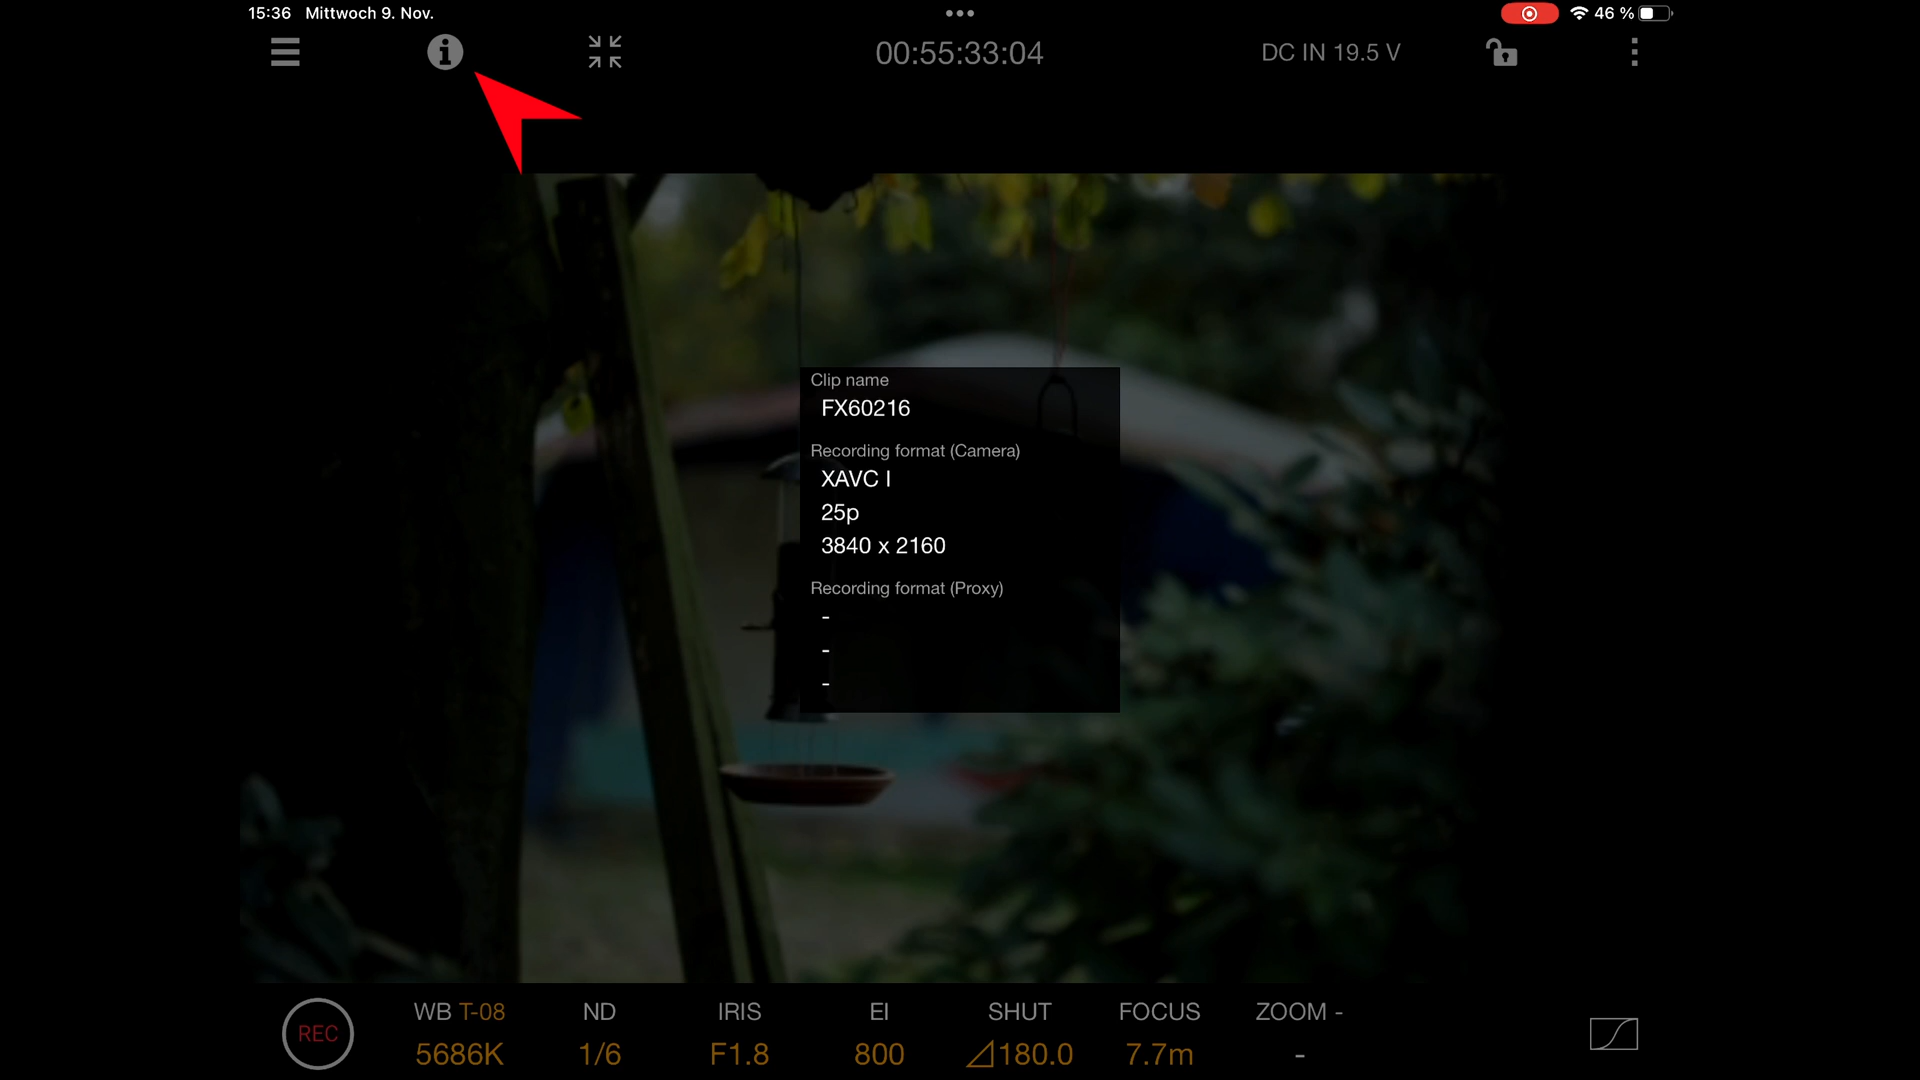 15:36 Mittwoch 9. Nov.
46 %
00:55:33:04
DC IN 19.5 V
Clip name
FX60216
Recording format (Camera)
XAVC I
25p
3840 x 2160
Recording format (Proxy)
-
-
-
REC
WB T-08
5686K
ND
1/6
IRIS
F1.8
EI
800
SHUT
180.0
FOCUS
7.7m
ZOOM -
-